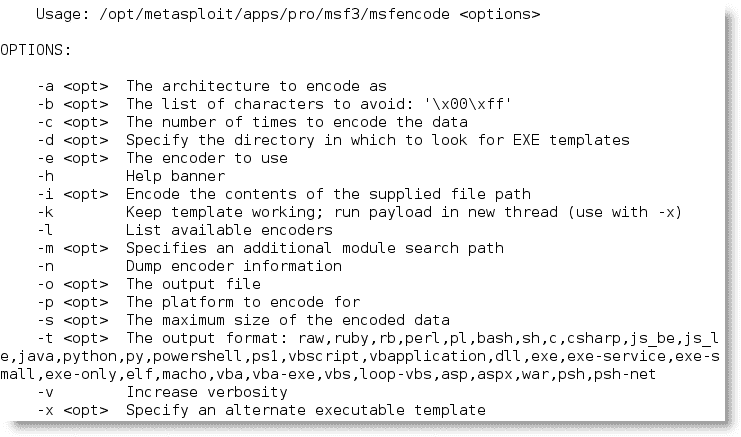 Usage: /opt/metasploit/apps/pro/msf3/msfencode <options>
OPTIONS:
-a <opt> The architecture to encode as
-b <opt> The list of characters to avoid: '\x00\xff'
-c <opt> The number of times to encode the data
-d <opt> Specify the directory in which to look for EXE templates
-e <opt> The encoder to use
-h Help banner
-i <opt> Encode the contents of the supplied file path
-k Keep template working; run payload in new thread (use with -x)
-l List available encoders
-m <opt> Specifies an additional module search path
-n Dump encoder information
-o <opt> The output file
-p <opt> The platform to encode for
-s <opt> The maximum size of the encoded data
-t <opt> The output format: raw,ruby,rb,perl,pl,bash,sh,c,csharp,js_be,js_l
e,java,python,py,powershell,ps1,vbscript,vbapplication,dll,exe,exe-service,exe-s
mall,exe-only,elf,macho,vba,vba-exe,vbs,loop-vbs,asp,aspx,war,psh,psh-net
-v Increase verbosity
-x <opt> Specify an alternate executable template